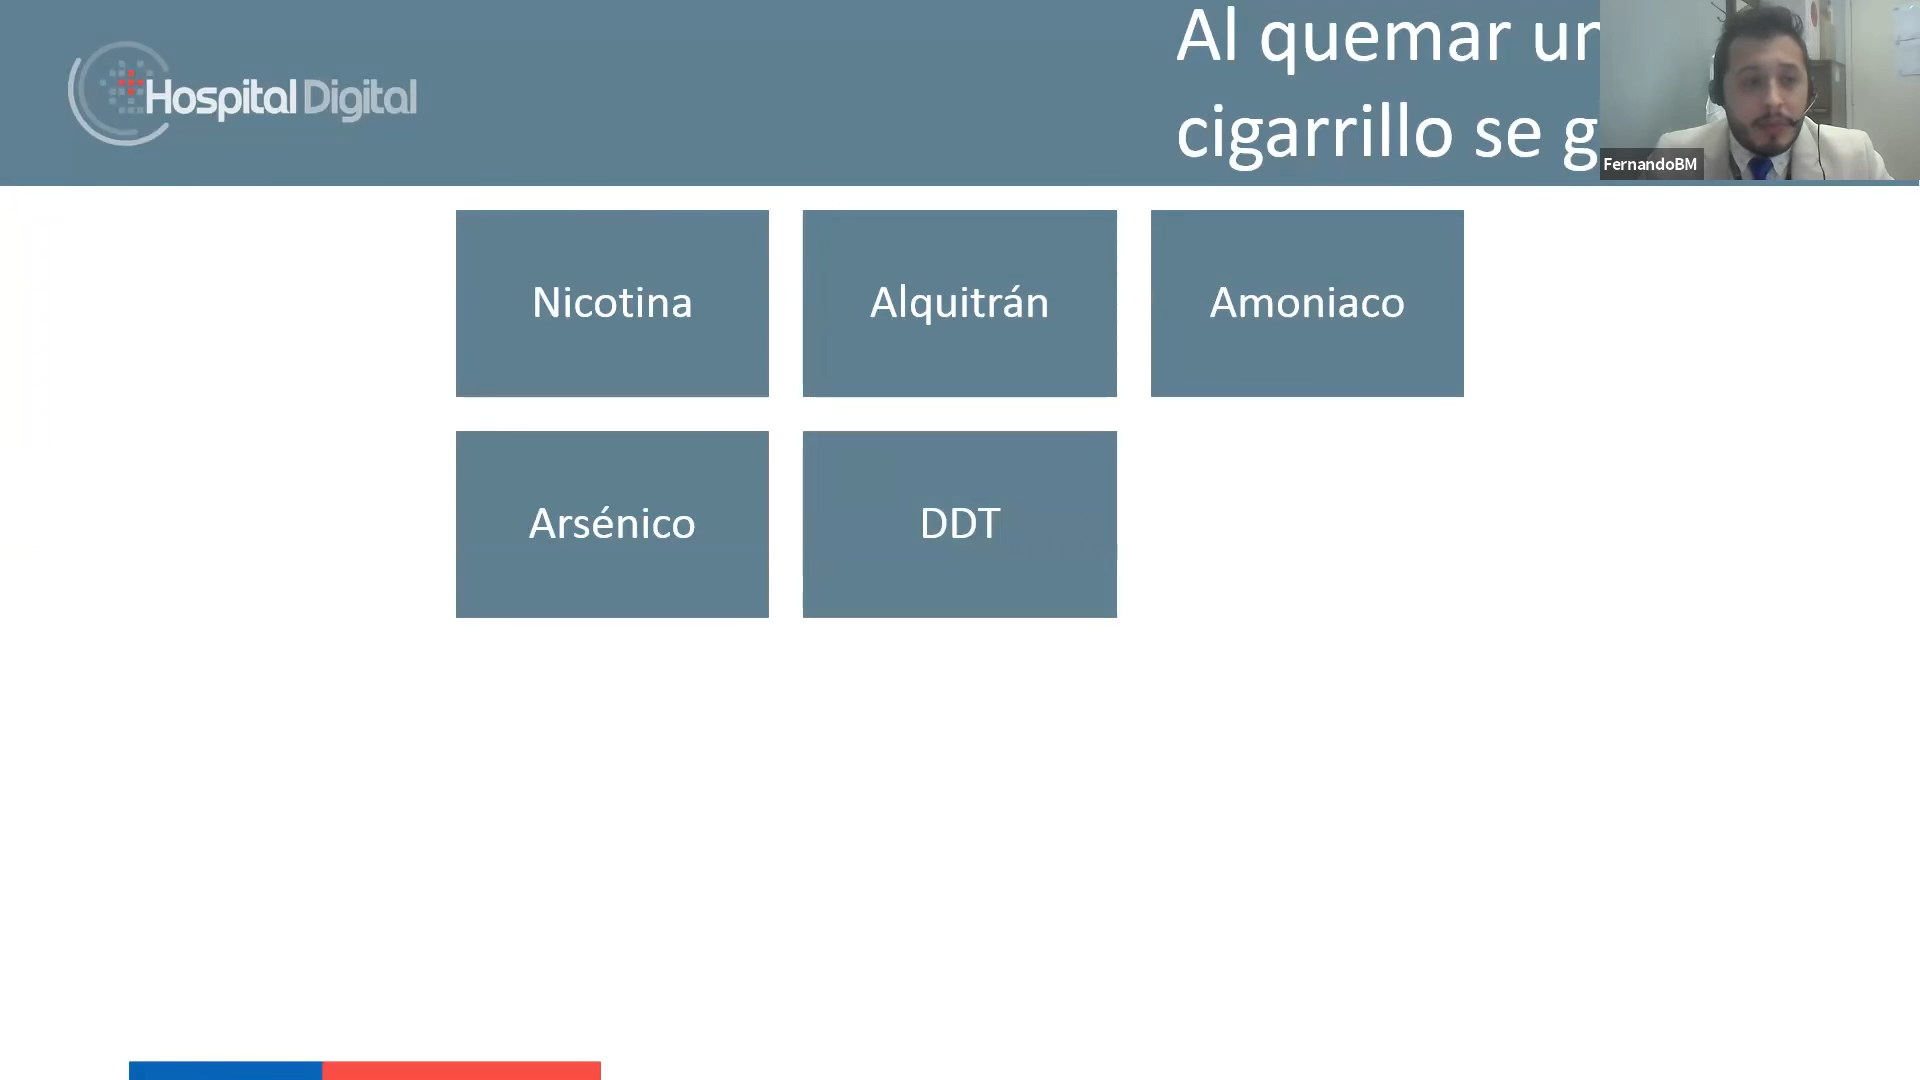 Hospital Digital
Al quemar un
cigarrillo se g
FernandoBM
Nicotina
Alquitrán
Amoniaco
Arsénico
DDT